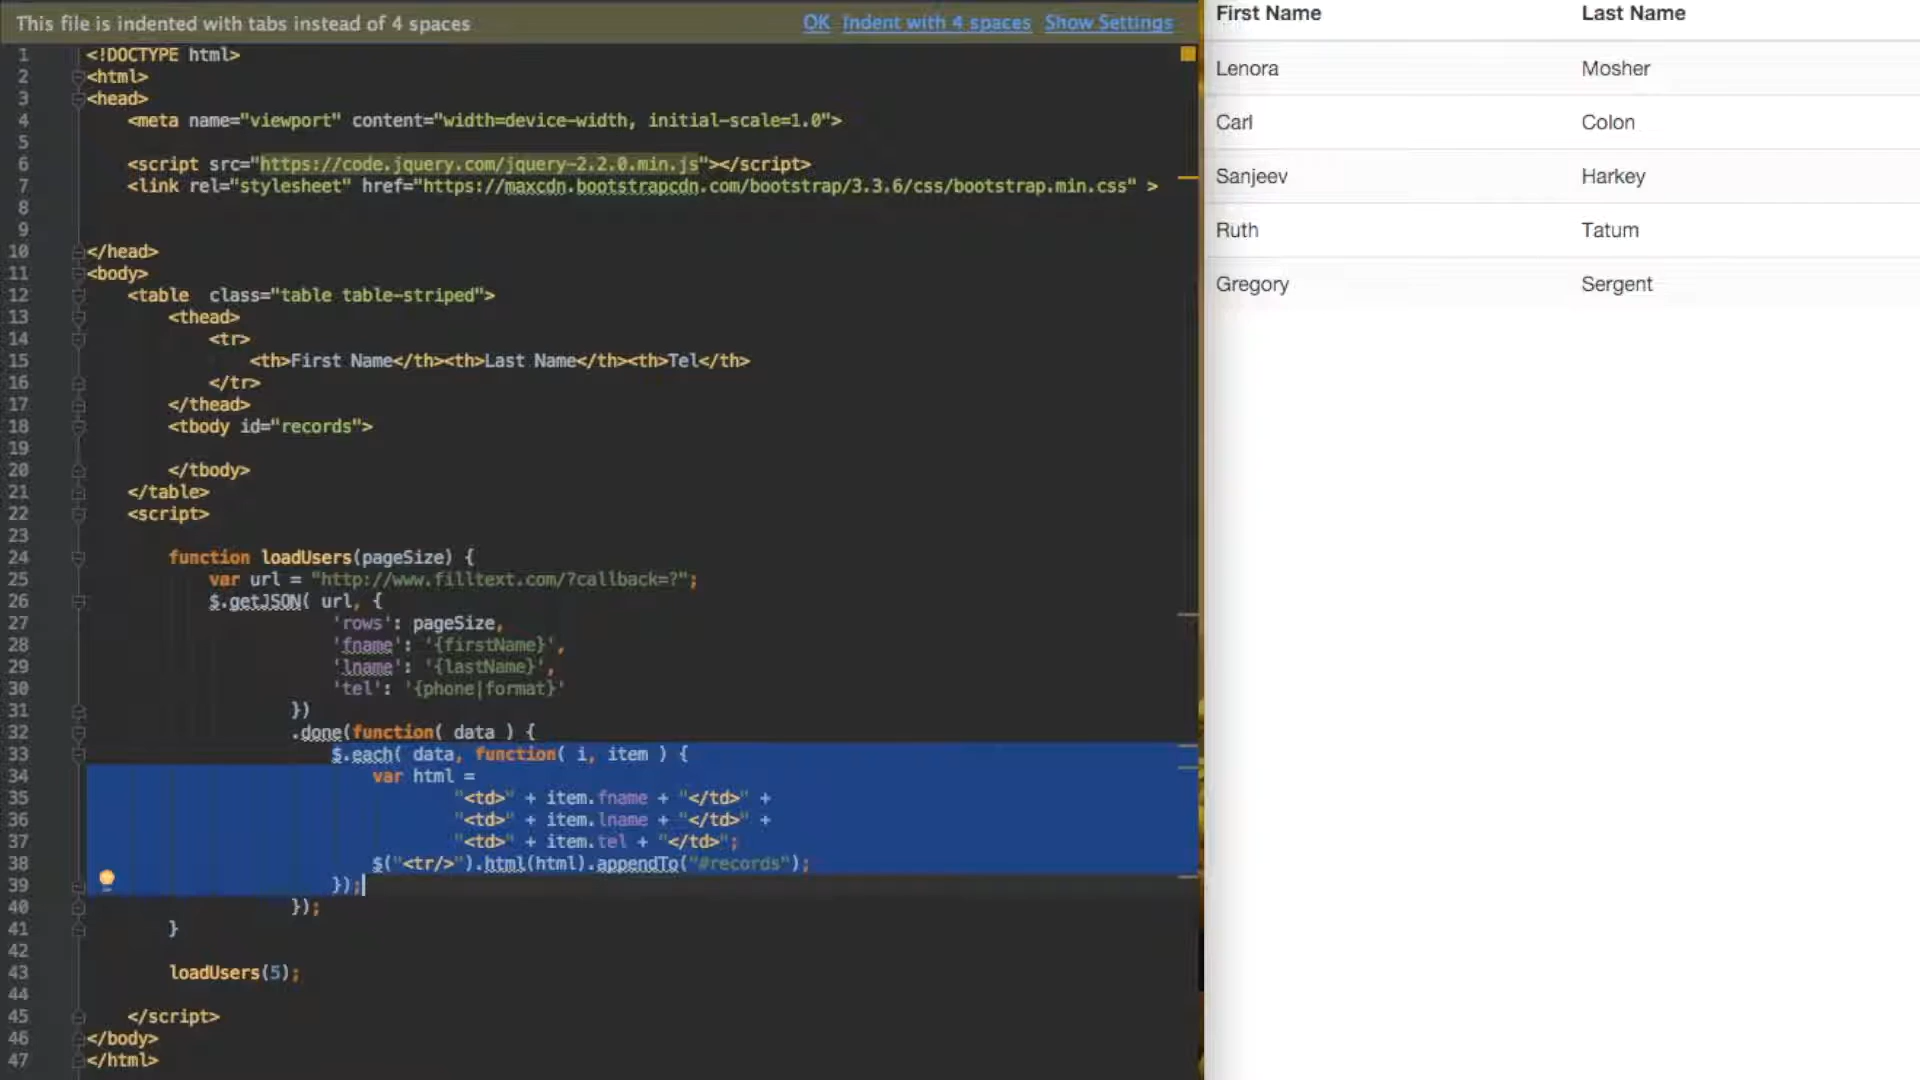 This file is indented with tabs instead of 4 spaces OK Indent with 4 spaces Show Settings
1 <!DOCTYPE html>
2 <html>
3 <head>
4 <meta name="viewport" content="width=device-width, initial-scale=1.0">
5
6 <script src="https://code.jquery.com/jquery-2.2.0.min.js"></script>
7 <link rel="stylesheet" href="https://maxcdn.bootstrapcdn.com/bootstrap/3.3.6/css/bootstrap.min.css" >
8
9
10 </head>
11 <body>
12 <table  class="table table-striped">
13 <thead>
14 <tr>
15 <th>First Name</th><th>Last Name</th><th>Tel</th>
16 </tr>
17 </thead>
18 <tbody id="records">
19
20 </tbody>
21 </table>
22 <script>
23
24 function loadUsers(pageSize) {
25 var url = "http://www.filltext.com/?callback=?";
26 $.getJSON( url, {
27 'rows': pageSize,
28 'fname': '{firstName}',
29 'lname': '{lastName}',
30 'tel': '{phone|format}'
31 })
32 .done(function( data ) {
33 $.each( data, function( i, item ) {
34 var html =
35 "<td>" + item.fname + "</td>" +
36 "<td>" + item.lname + "</td>" +
37 "<td>" + item.tel + "</td>";
38 $("<tr/>").html(html).appendTo("#records");
39 });
40 });
41 }
42
43 loadUsers(5);
44
45 </script>
46 </body>
47 </html>
First Name Last Name
Lenora Mosher
Carl Colon
Sanjeev Harkey
Ruth Tatum
Gregory Sergent